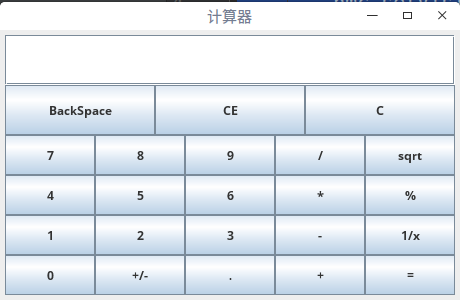 计算器
BackSpace CE C
7 8 9 / sqrt
4 5 6 * %
1 2 3 - 1/x
0 +/- . + =